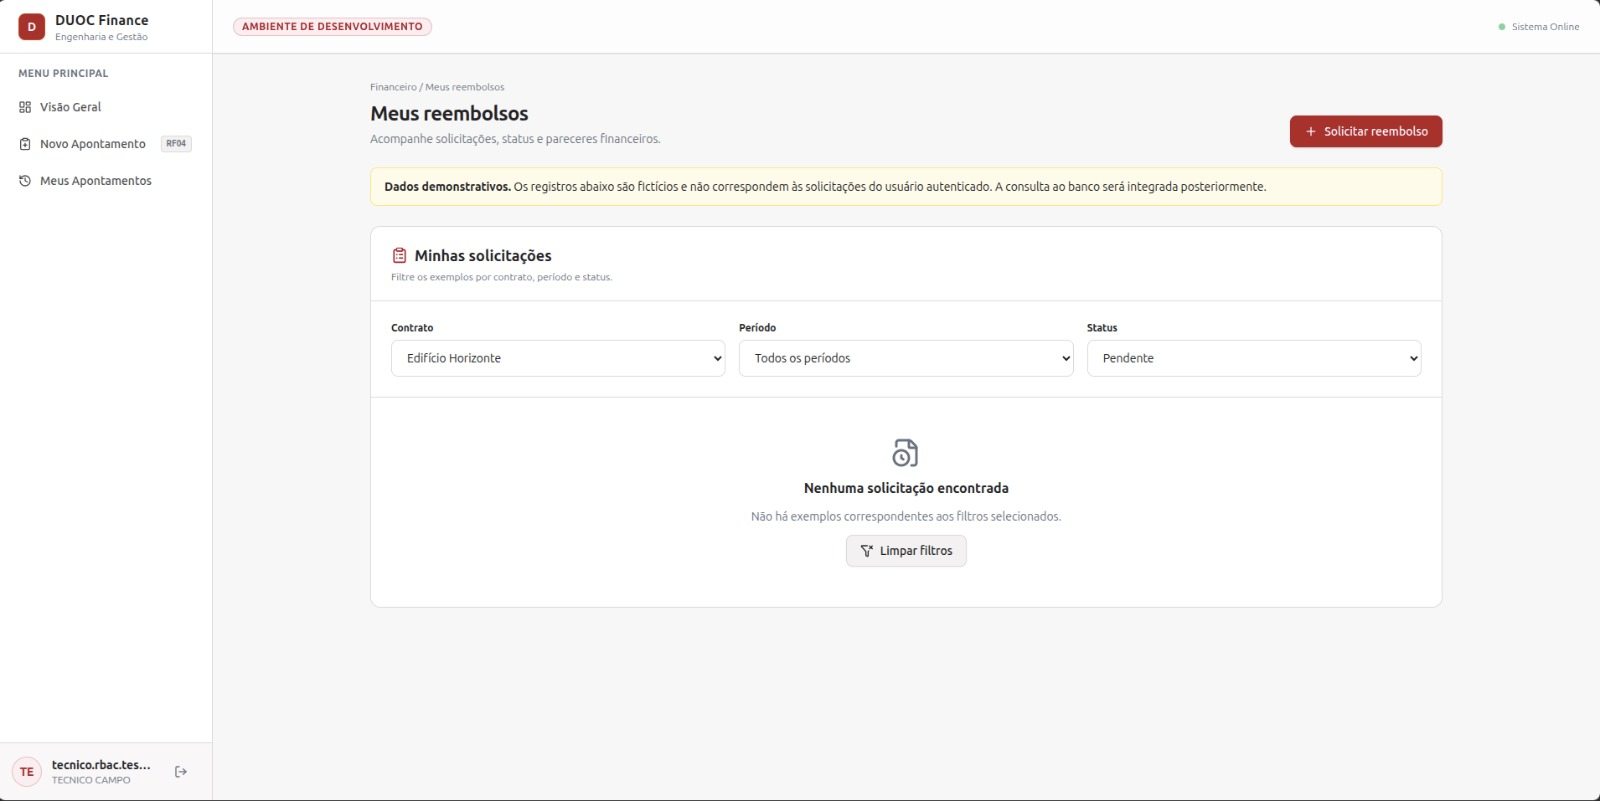 D
DUOC Finance
Engenharia e Gestão
AMBIENTE DE DESENVOLVIMENTO
Sistema Online
MENU PRINCIPAL
Visão Geral
Novo Apontamento RF04
Meus Apontamentos
Financeiro / Meus reembolsos
Meus reembolsos
Acompanhe solicitações, status e pareceres financeiros.
+ Solicitar reembolso
Dados demonstrativos. Os registros abaixo são fictícios e não correspondem às solicitações do usuário autenticado. A consulta ao banco será integrada posteriormente.
Minhas solicitações
Filtre os exemplos por contrato, período e status.
Contrato
Edifício Horizonte
Período
Todos os períodos
Status
Pendente
Nenhuma solicitação encontrada
Não há exemplos correspondentes aos filtros selecionados.
Limpar filtros
TE
tecnico.rbac.tes...
TECNICO CAMPO